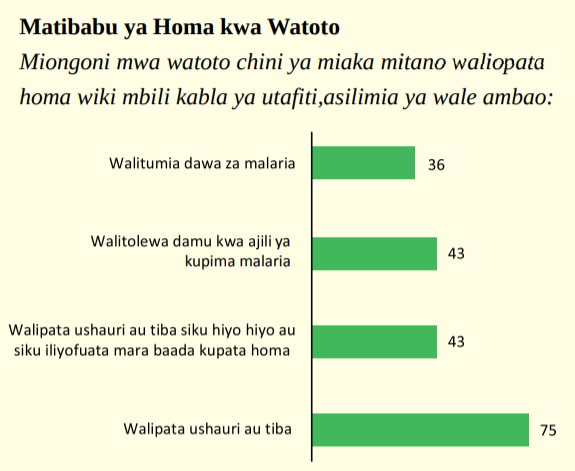 Matibabu ya Homa kwa Watoto
Miongoni mwa watoto chini ya miaka mitano waliopata
homa wiki mbili kabla ya utafiti,asilimia ya wale ambao:
Walitumia dawa za malaria
36
Walitolewa damu kwa ajili ya
kupima malaria
43
Walipata ushauri au tiba siku hiyo hiyo au
siku iliyofuata mara baada kupata homa
43
Walipata ushauri au tiba
75